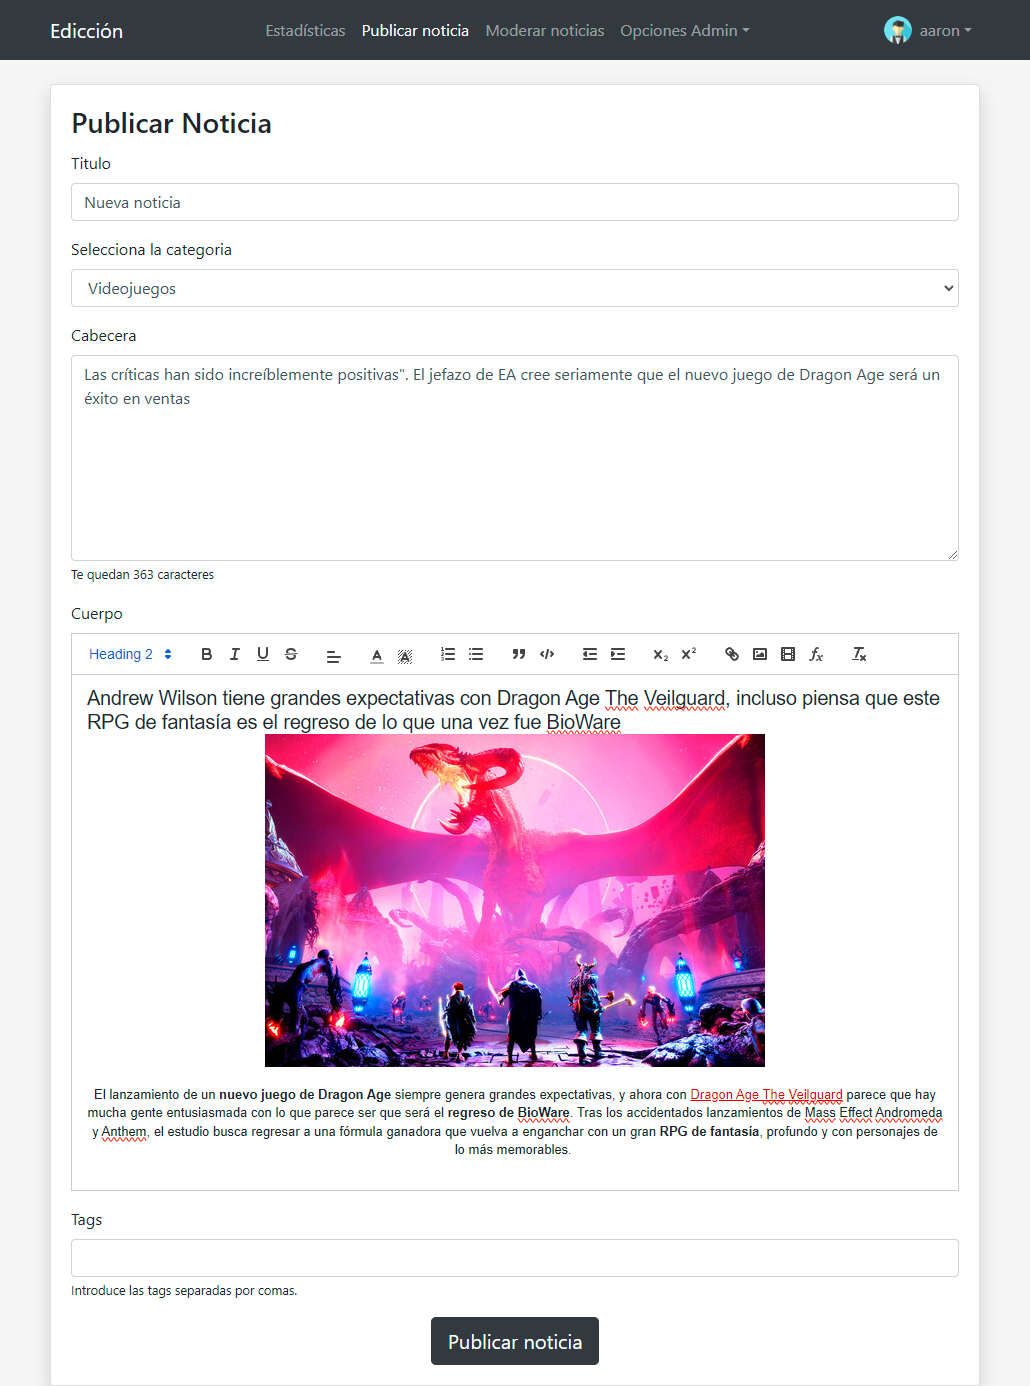 Edicción
Estadísticas
Publicar noticia
Moderar noticias
Opciones Admin
aaron
Publicar Noticia
Titulo
Nueva noticia
Selecciona la categoria
Videojuegos
Cabecera
Las críticas han sido increíblemente positivas". El jefazo de EA cree seriamente que el nuevo juego de Dragon Age será un
éxito en ventas
Te quedan 363 caracteres
Cuerpo
Heading 2
Andrew Wilson tiene grandes expectativas con Dragon Age The Veilguard, incluso piensa que este
RPG de fantasía es el regreso de lo que una vez fue BioWare
El lanzamiento de un nuevo juego de Dragon Age siempre genera grandes expectativas, y ahora con Dragon Age The Veilguard parece que hay
mucha gente entusiasmada con lo que parece ser que será el regreso de BioWare. Tras los accidentados lanzamientos de Mass Effect Andromeda
y Anthem, el estudio busca regresar a una fórmula ganadora que vuelva a enganchar con un gran RPG de fantasía, profundo y con personajes de
lo más memorables.
Tags
Introduce las tags separadas por comas.
Publicar noticia